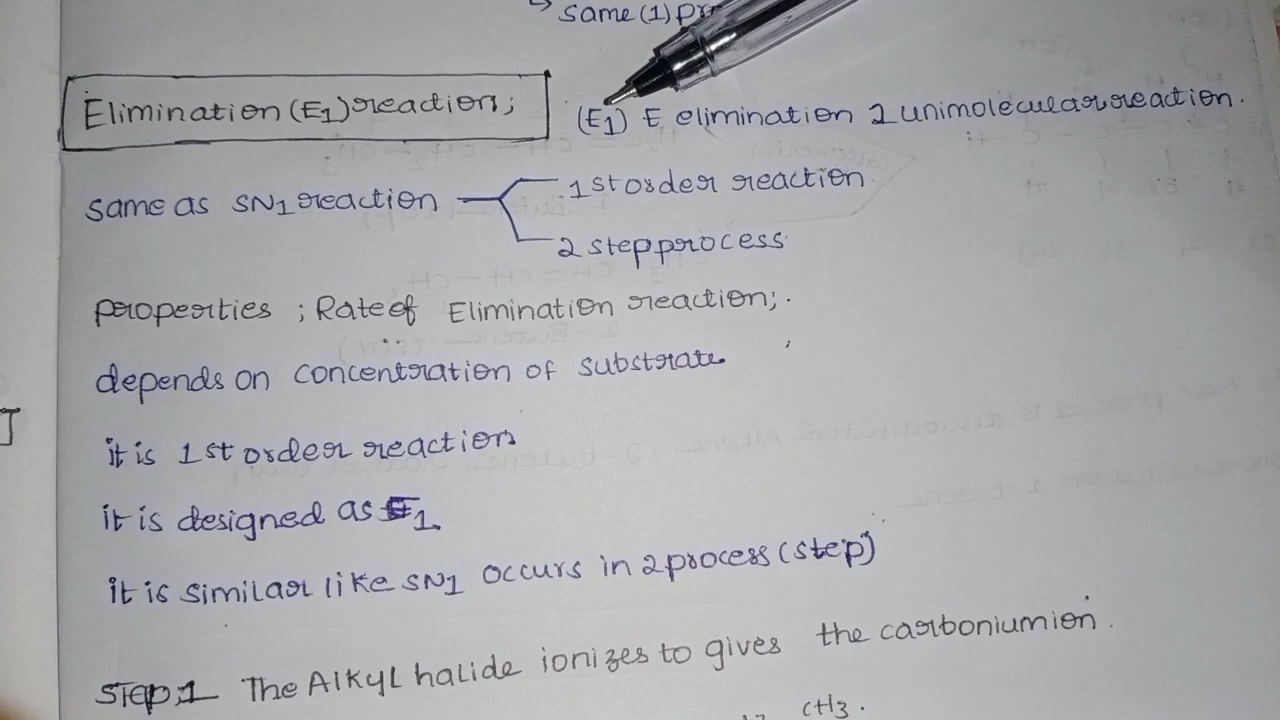 same (1) pr
Elimination (E1) reaction;
(E1) E elimination 1 unimolecular reaction.
same as SN1 reaction
1st order reaction
2 step process
properties ; Rate of Elimination reaction;.
depends on concentration of substrate
it is 1st order reaction
it is designed as E1
it is similar like SN1 occurs in 2 process (step)
STEP:1 The Alkyl halide ionizes to gives the carboniumion.
CH3.